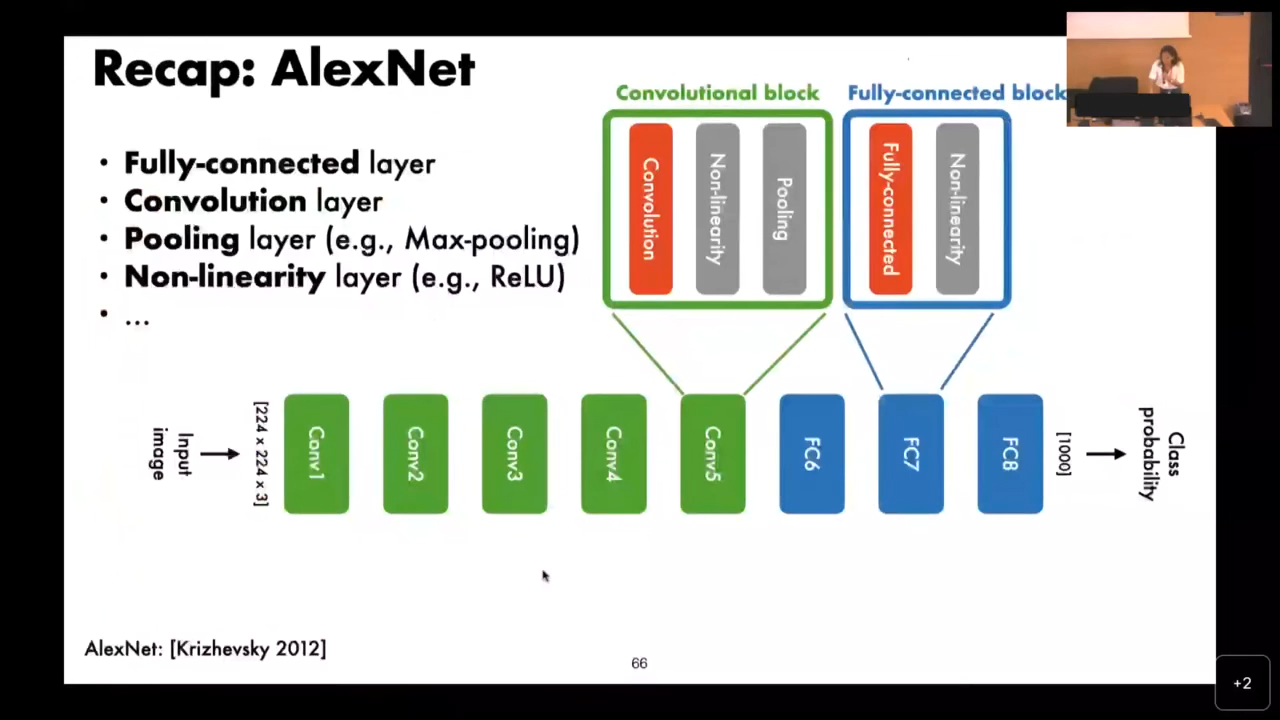 Recap: AlexNet
• Fully-connected layer
• Convolution layer
• Pooling layer (e.g., Max-pooling)
• Non-linearity layer (e.g., ReLU)
• ...
Convolutional block
Convolution
Non-linearity
Pooling
Fully-connected block
Fully-connected
Non-linearity
Input
image
[224 x 224 x 3]
Conv1
Conv2
Conv3
Conv4
Conv5
FC6
FC7
FC8
[1000]
Class
probability
AlexNet: [Krizhevsky 2012]
66
+2